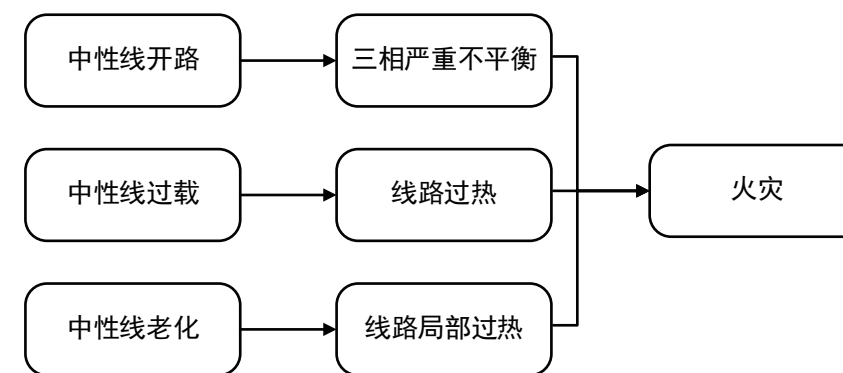 中性线开路
三相严重不平衡
中性线过载
线路过热
火灾
中性线老化
线路局部过热